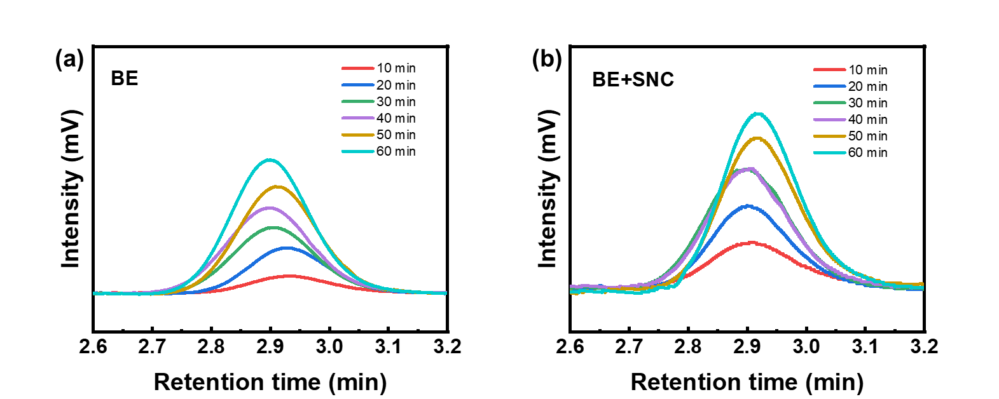 (a)
BE
10 min
20 min
30 min
40 min
50 min
60 min
Intensity (mV)
2.6 2.7 2.8 2.9 3.0 3.1 3.2
Retention time (min)
(b)
BE+SNC
10 min
20 min
30 min
40 min
50 min
60 min
Intensity (mV)
2.6 2.7 2.8 2.9 3.0 3.1 3.2
Retention time (min)